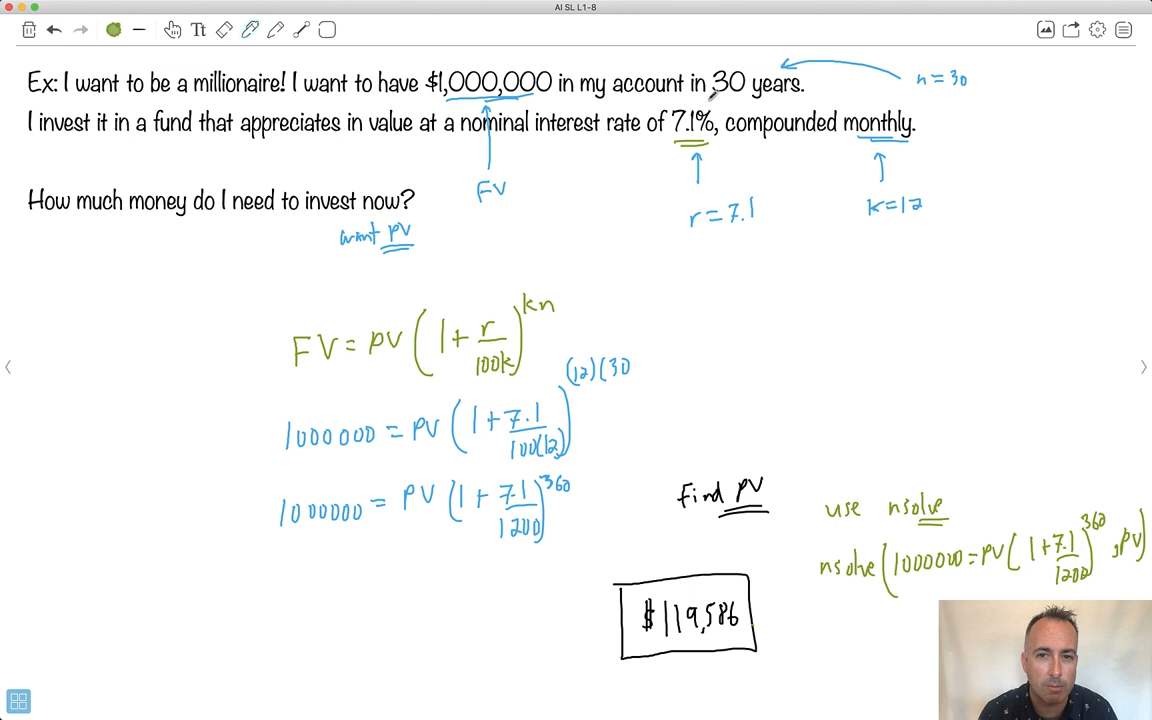 AI SL L1-8
Tt
Ex: I want to be a millionaire! I want to have $1,000,000 in my account in 30 years.
n = 30
I invest it in a fund that appreciates in value at a nominal interest rate of 7.1%, compounded monthly.
FV
r = 7.1
k = 12
How much money do I need to invest now?
want PV
FV = PV (1 + r/100k)^kn
1000000 = PV (1 + 7.1/100(12))^(12)(30
1000000 = PV (1 + 7.1/1200)^360
Find PV
use nsolve
nsolve (1000000 = PV (1 + 7.1/1200)^360, PV)
$119,586